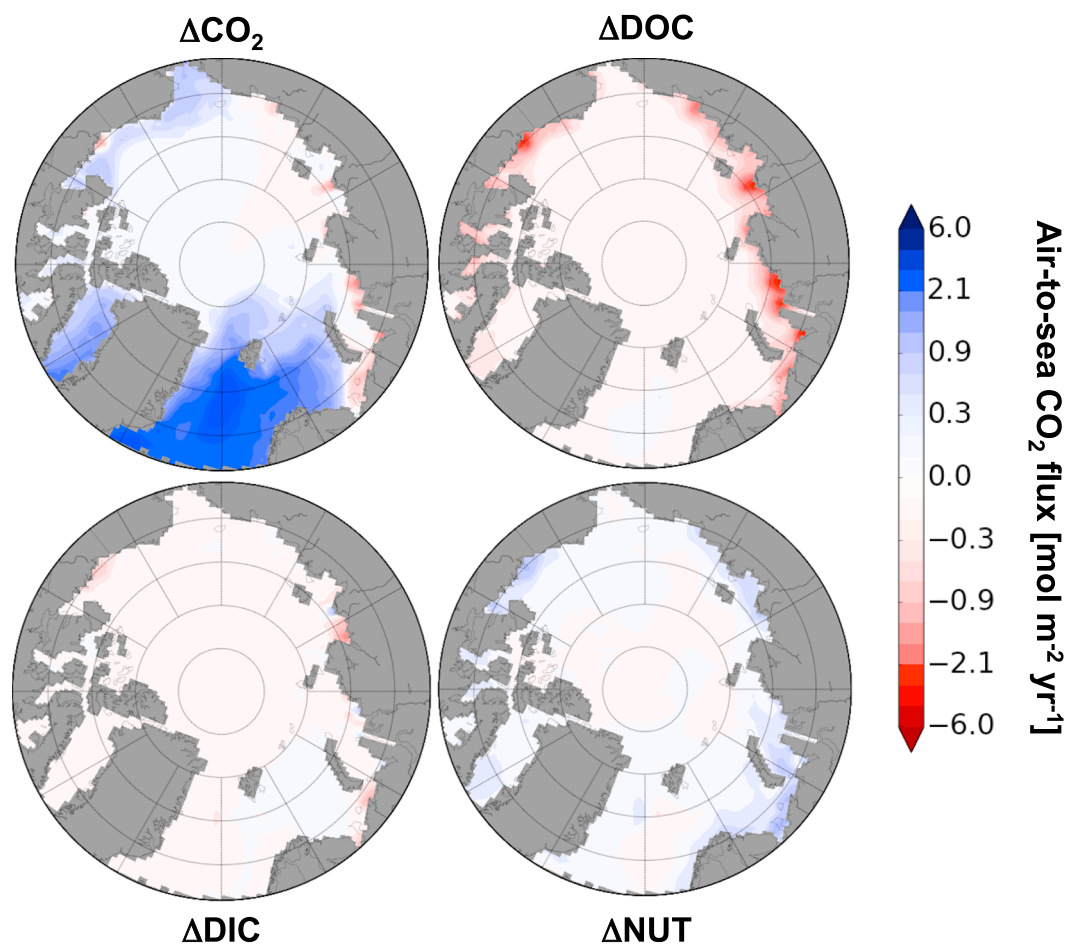 ΔCO₂
ΔDOC
6.0
2.1
0.9
0.3
0.0
−0.3
−0.9
−2.1
−6.0
Air-to-sea CO₂ flux [mol m⁻² yr⁻¹]
ΔDIC
ΔNUT